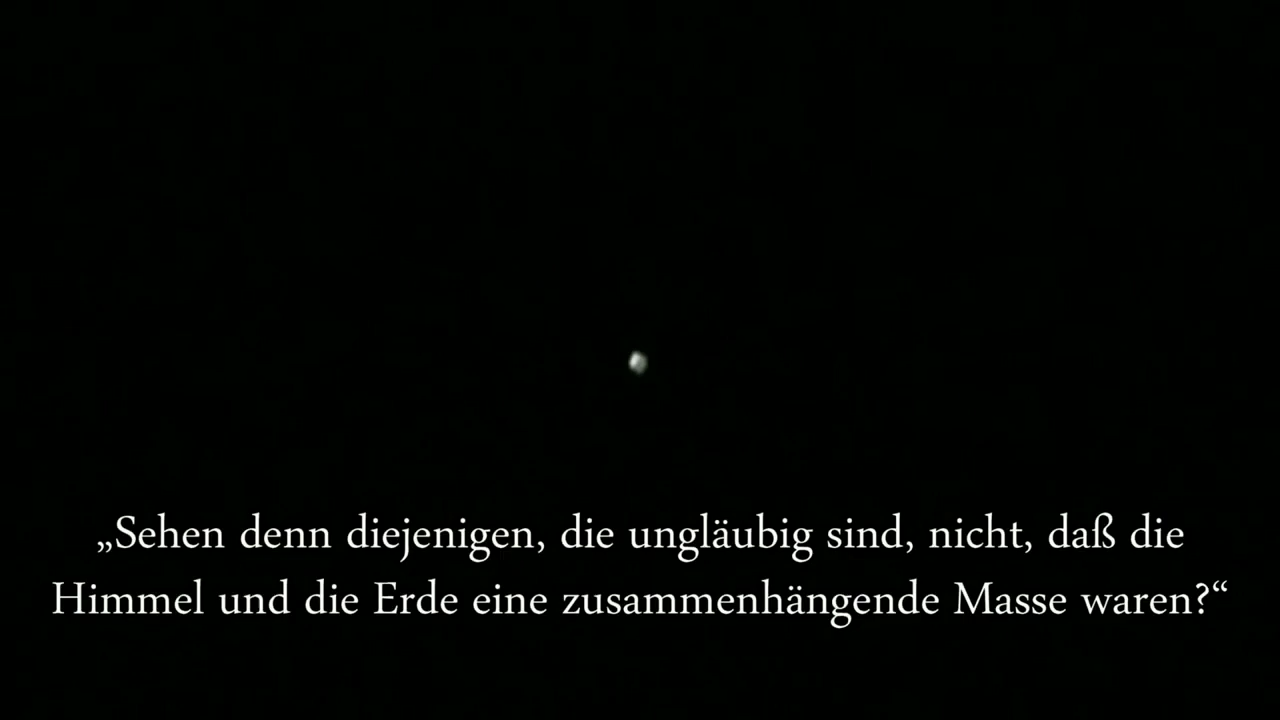 „Sehen denn diejenigen, die ungläubig sind, nicht, daß die
Himmel und die Erde eine zusammenhängende Masse waren?“